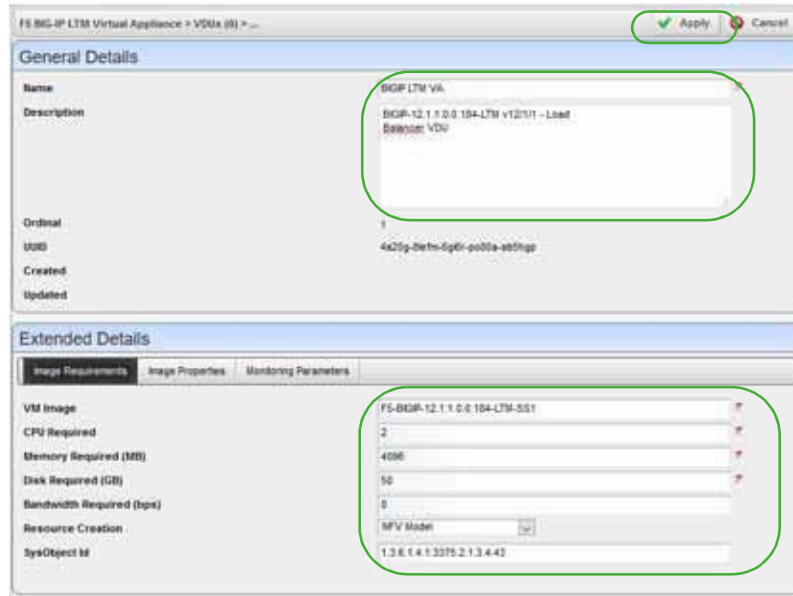 F5 BIG-IP LTM Virtual Appliance > VDUs (0) > ...
Apply
Cancel
General Details
Name
BIGIP LTM VA
Description
BIGIP-12.1.1.0.0.184-LTM v12/1/1 - Load
Balancer VDU
Ordinal
1
UUID
Created
Updated
Extended Details
Image Requirements
Image Properties
Monitoring Parameters
VM Image
F5-BIGIP-12.1.1.0.0.184-LTM-SS1
CPU Required
2
Memory Required (MB)
4096
Disk Required (GB)
50
Bandwidth Required (bps)
0
Resource Creation
NFV Model
SysObject Id
1.3.6.1.4.1.3375.2.1.3.4.43